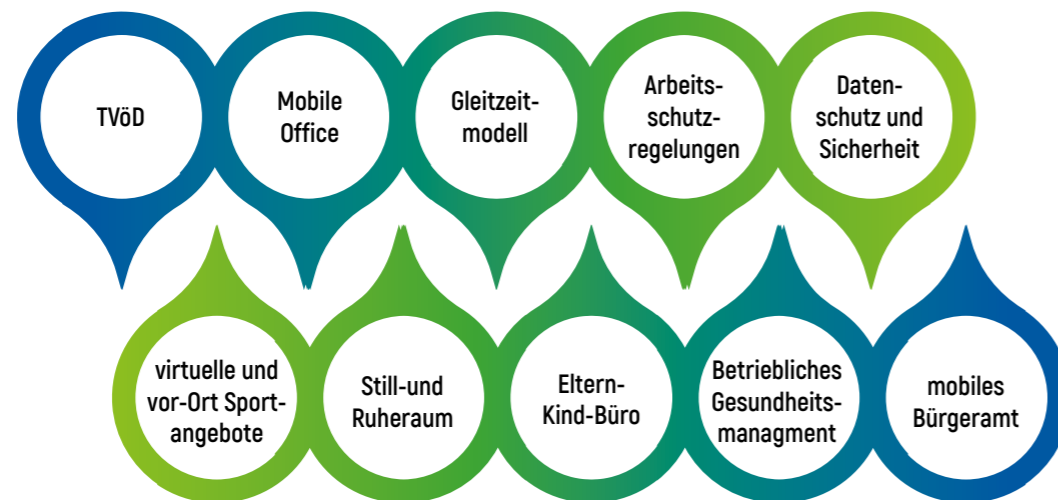 TVöD
Mobile
Office
Gleitzeit-
modell
Arbeits-
schutz-
regelungen
Daten-
schutz und
Sicherheit
virtuelle und
vor-Ort Sport-
angebote
Still-und
Ruheraum
Eltern-
Kind-Büro
Betriebliches
Gesundheits-
managment
mobiles
Bürgeramt